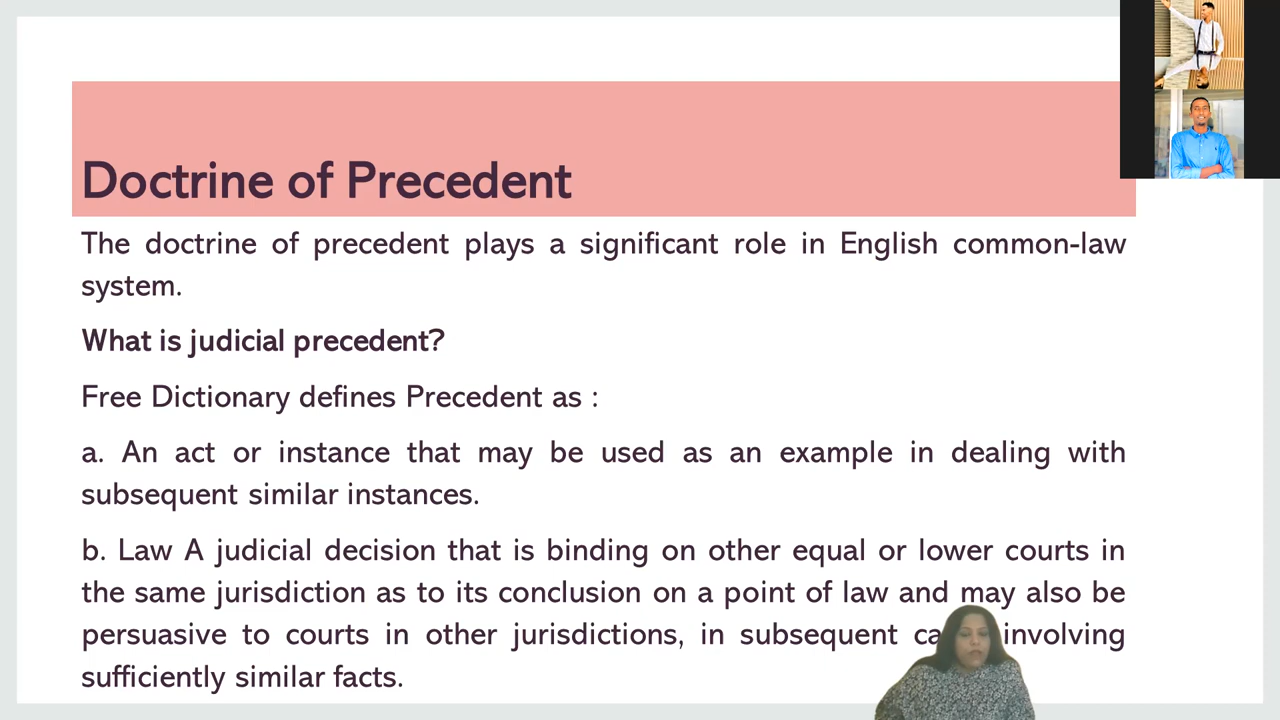 Doctrine of Precedent
The doctrine of precedent plays a significant role in English common-law
system.
What is judicial precedent?
Free Dictionary defines Precedent as :
a. An act or instance that may be used as an example in dealing with
subsequent similar instances.
b. Law A judicial decision that is binding on other equal or lower courts in
the same jurisdiction as to its conclusion on a point of law and may also be
persuasive to courts in other jurisdictions, in subsequent involving
sufficiently similar facts.